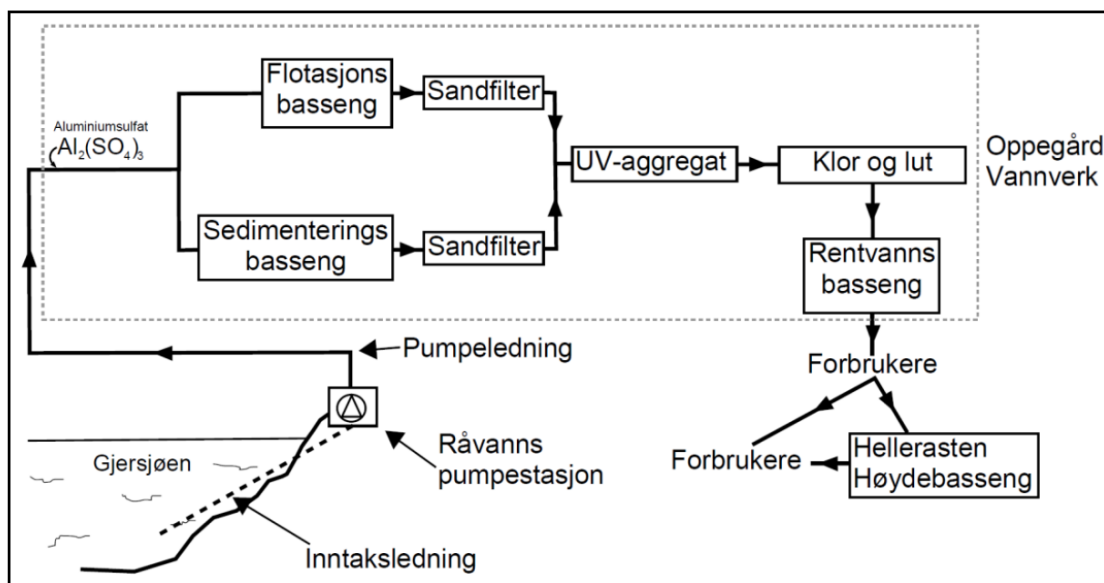 Flotasjons
basseng
Sandfilter
Aluminiumsulfat
Al₂(SO₄)₃
UV-aggregat
Klor og lut
Oppegård
Vannverk
Sedimenterings
basseng
Sandfilter
Rentvanns
basseng
Pumpeledning
Forbrukere
Råvanns
pumpestasjon
Gjersjøen
Forbrukere
Hellerasten
Høydebasseng
Inntaksledning